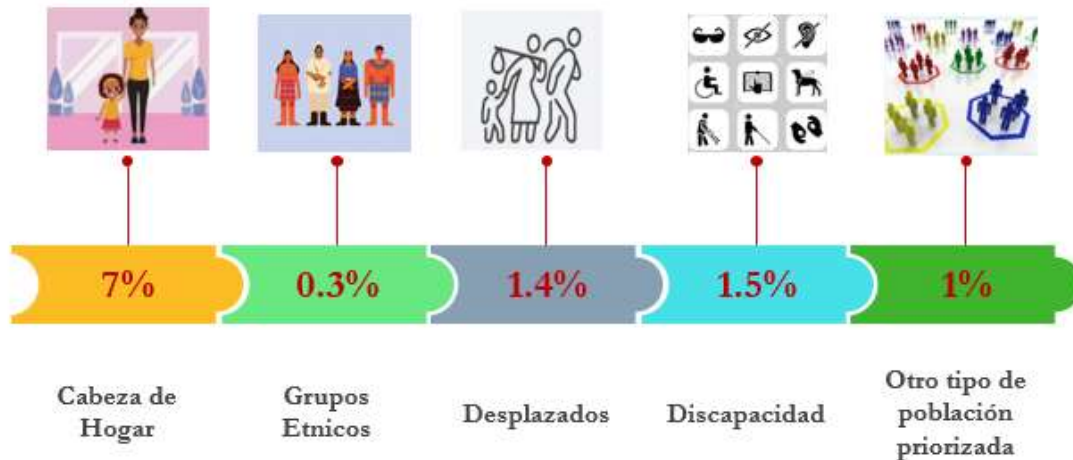 7%
0.3%
1.4%
1.5%
1%
Cabeza de
Hogar
Grupos
Etnicos
Desplazados
Discapacidad
Otro tipo de
población
priorizada